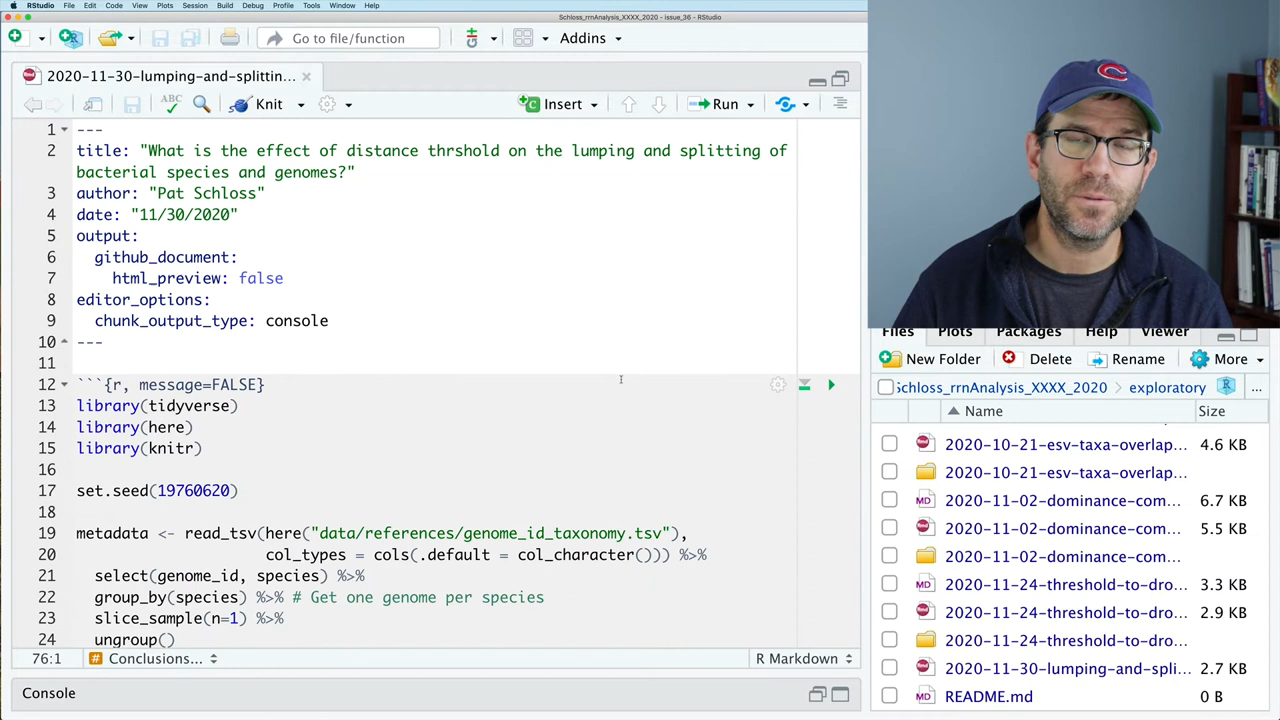 RStudio File Edit Code View Plots Session Build Debug Profile Tools Window Help
Schloss_rrnAnalysis_XXXX_2020 - issue_36 - RStudio
Go to file/function Addins
2020-11-30-lumping-and-splittin...
ABC Knit Insert Run
1 ---
2 title: "What is the effect of distance thrshold on the lumping and splitting of
bacterial species and genomes?"
3 author: "Pat Schloss"
4 date: "11/30/2020"
5 output:
6 github_document:
7 html_preview: false
8 editor_options:
9 chunk_output_type: console
10 ---
11
12 ```{r, message=FALSE}
13 library(tidyverse)
14 library(here)
15 library(knitr)
16
17 set.seed(19760620)
18
19 metadata <- read_tsv(here("data/references/genome_id_taxonomy.tsv"),
20 col_types = cols(.default = col_character())) %>%
21 select(genome_id, species) %>%
22 group_by(species) %>% # Get one genome per species
23 slice_sample(n=1) %>%
24 ungroup()
76:1 Conclusions... R Markdown
Console
C
Files Plots Packages Help Viewer
New Folder Delete Rename More
Schloss_rrnAnalysis_XXXX_2020 exploratory ...
Name Size
2020-10-21-esv-taxa-overlap... 4.6 KB
2020-10-21-esv-taxa-overlap...
2020-11-02-dominance-com... 6.7 KB
2020-11-02-dominance-com... 5.5 KB
2020-11-02-dominance-com...
2020-11-24-threshold-to-dro... 3.3 KB
2020-11-24-threshold-to-dro... 2.9 KB
2020-11-24-threshold-to-dro...
2020-11-30-lumping-and-spli... 2.7 KB
README.md 0 B